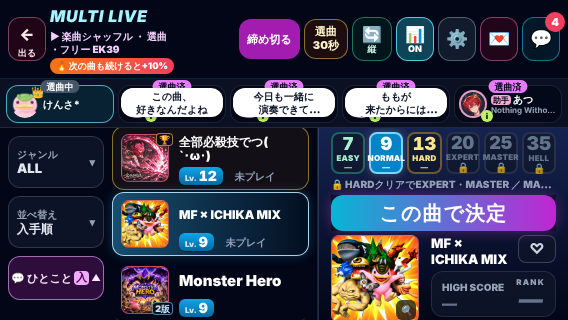 MULTI LIVE
出る
▶ 楽曲シャッフル ・ 選曲
・フリー EK39
🔥 次の曲も続けると+10%
締め切る
選曲
30秒
縦
ON
4
選曲中
けんさ*
選曲済
この曲、
好きなんだよね
選曲済
今日も一緒に
演奏できて…
選曲済
ももが
来たからには…
選曲済
助手 あつ
Nothing Witho…
ジャンル
ALL
並べ替え
入手順
ひとこと 入
全部必殺技でつ(
`･ω･)
Lv. 12
未プレイ
MF × ICHIKA MIX
Lv. 9
未プレイ
Monster Hero
2版
Lv. 9
7
EASY
—
9
NORMAL
—
13
HARD
—
20
EXPERT
25
MASTER
35
HELL
HARDクリアでEXPERT・MASTER ／ MA…
この曲で決定
MF ×
ICHIKA MIX
HIGH SCORE
—
RANK
—